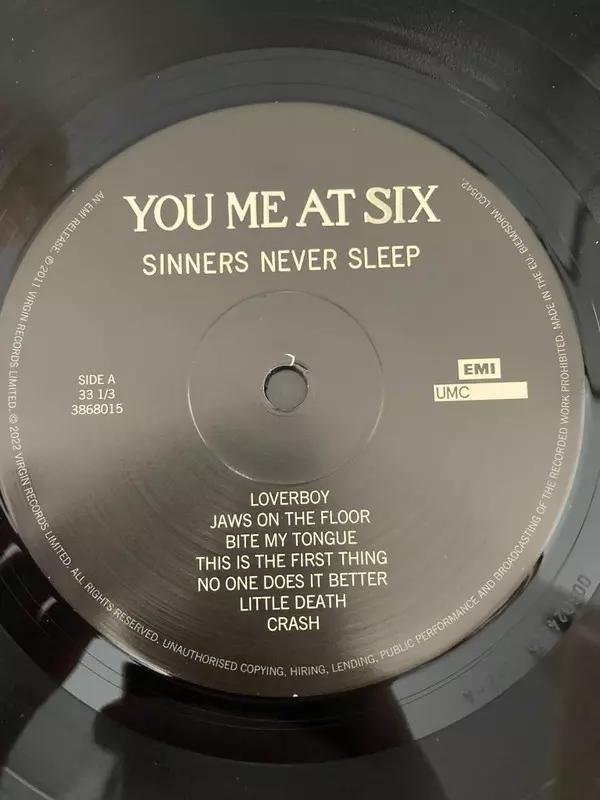 YOU ME AT SIX
SINNERS NEVER SLEEP
SIDE A
33 1/3
3868015
EMI
UMC
LOVERBOY
JAWS ON THE FLOOR
BITE MY TONGUE
THIS IS THE FIRST THING
NO ONE DOES IT BETTER
LITTLE DEATH
CRASH
AN EMI RELEASE. ℗ 2011 VIRGIN RECORDS LIMITED. © 2022 VIRGIN RECORDS LIMITED. ALL RIGHTS RESERVED. UNAUTHORISED COPYING, HIRING, LENDING, PUBLIC PERFORMANCE AND BROADCASTING OF THE RECORDED WORK PROHIBITED. MADE IN THE EU. BIEM/SDRM. LC0542.